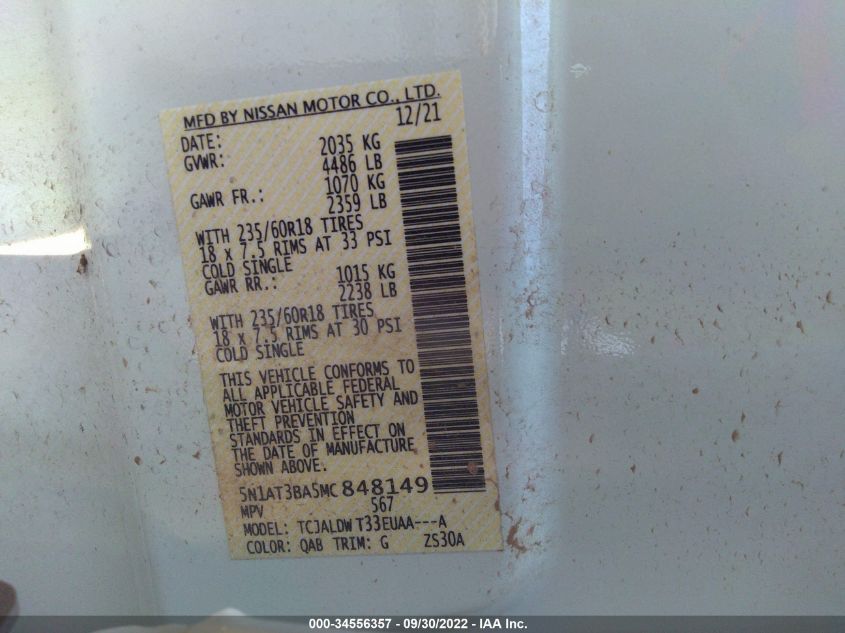 MFD BY NISSAN MOTOR CO., LTD.
DATE: 12/21
GVWR: 2035 KG
4486 LB
GAWR FR.: 1070 KG
2359 LB
WITH 235/60R18 TIRES
18 x 7.5 RIMS AT 33 PSI
COLD SINGLE
GAWR RR.: 1015 KG
2238 LB
WITH 235/60R18 TIRES
18 x 7.5 RIMS AT 30 PSI
COLD SINGLE
THIS VEHICLE CONFORMS TO
ALL APPLICABLE FEDERAL
MOTOR VEHICLE SAFETY AND
THEFT PREVENTION
STANDARDS IN EFFECT ON
THE DATE OF MANUFACTURE
SHOWN ABOVE.
5N1AT3BA5MC848149
MPV 567
MODEL: TCJALDWT33EUAA---A
COLOR: QAB TRIM: G ZS30A
000-34556357 - 09/30/2022 - IAA Inc.